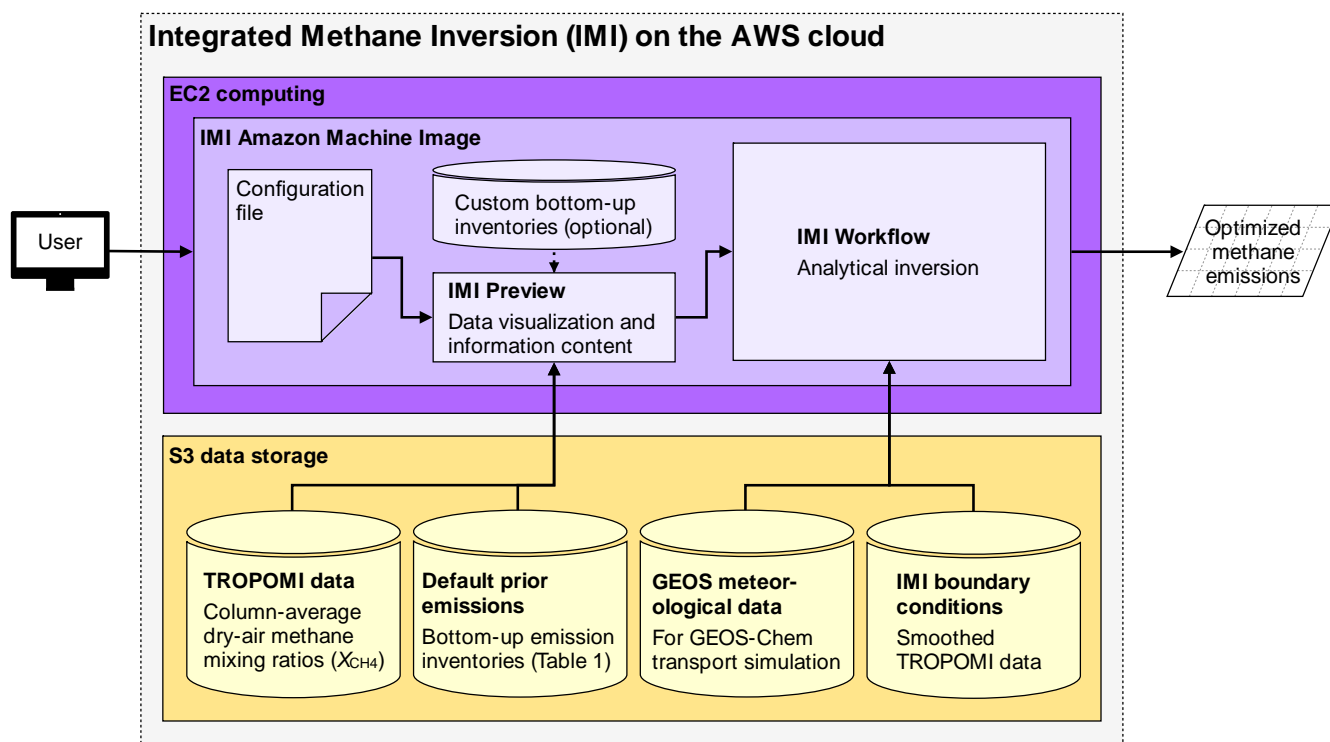 Integrated Methane Inversion (IMI) on the AWS cloud
EC2 computing
IMI Amazon Machine Image
User
Configuration
file
Custom bottom-up
inventories (optional)
IMI Preview
Data visualization and
information content
IMI Workflow
Analytical inversion
Optimized
methane
emissions
S3 data storage
TROPOMI data
Column-average
dry-air methane
mixing ratios (XCH4)
Default prior
emissions
Bottom-up emission
inventories (Table 1)
GEOS meteor-
ological data
For GEOS-Chem
transport simulation
IMI boundary
conditions
Smoothed
TROPOMI data